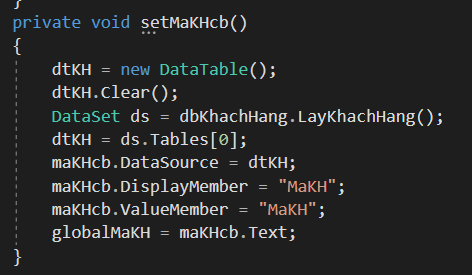 }
private void setMaKHcb()
{
dtKH = new DataTable();
dtKH.Clear();
DataSet ds = dbKhachHang.LayKhachHang();
dtKH = ds.Tables[0];
maKHcb.DataSource = dtKH;
maKHcb.DisplayMember = "MaKH";
maKHcb.ValueMember = "MaKH";
globalMaKH = maKHcb.Text;
}